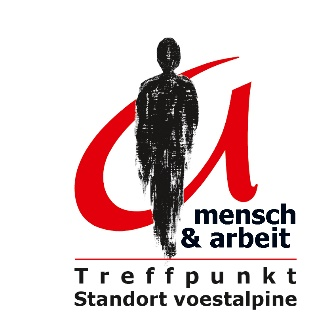 a
mensch
& arbeit
Treffpunkt
Standort voestalpine